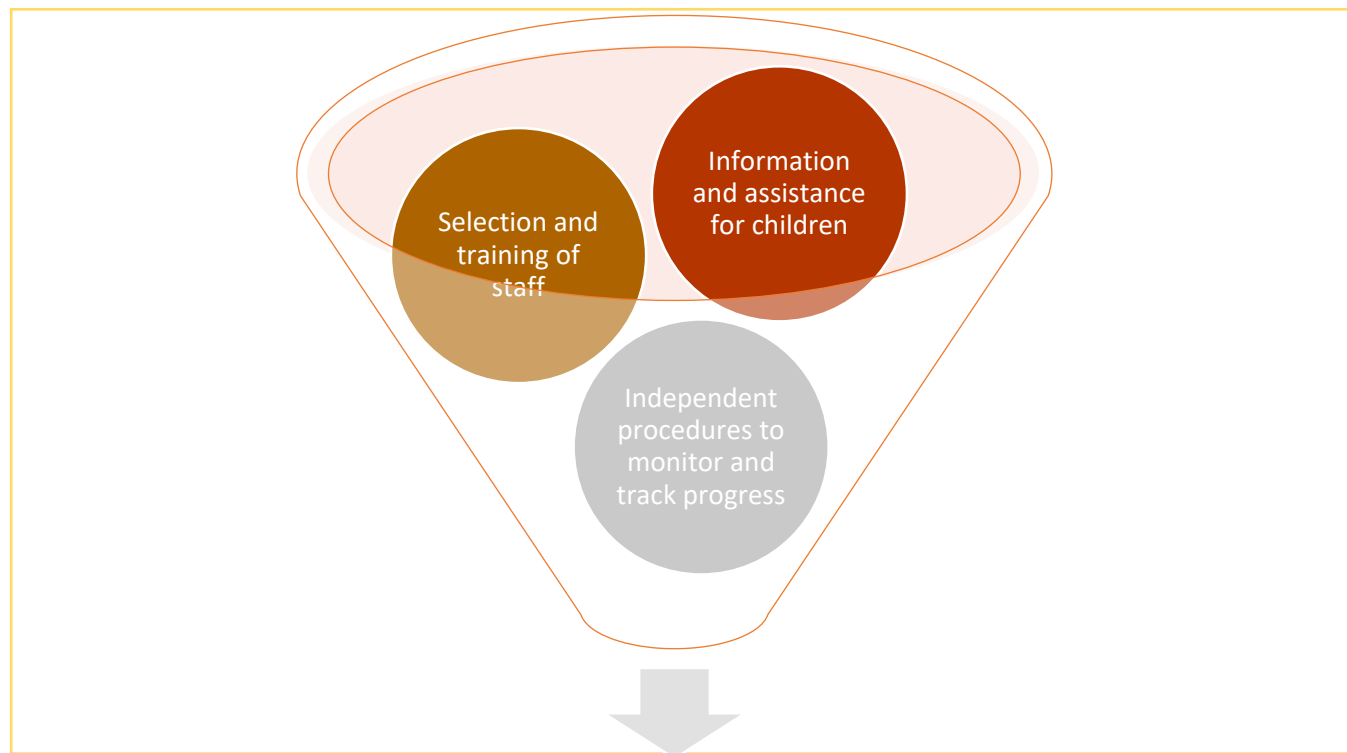 Information
and assistance
for children
Selection and
training of
staff
Independent
procedures to
monitor and
track progress